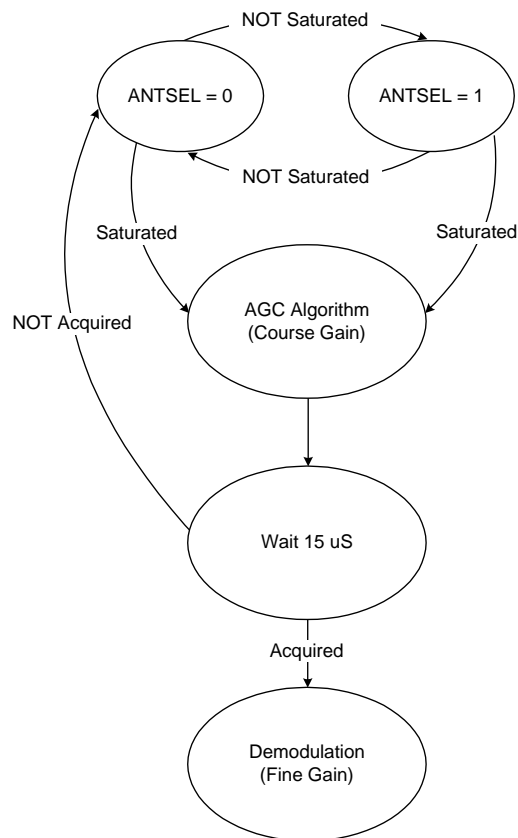 NOT Saturated
ANTSEL = 0
ANTSEL = 1
NOT Saturated
Saturated
Saturated
AGC Algorithm
(Course Gain)
NOT Acquired
Wait 15 uS
Acquired
Demodulation
(Fine Gain)